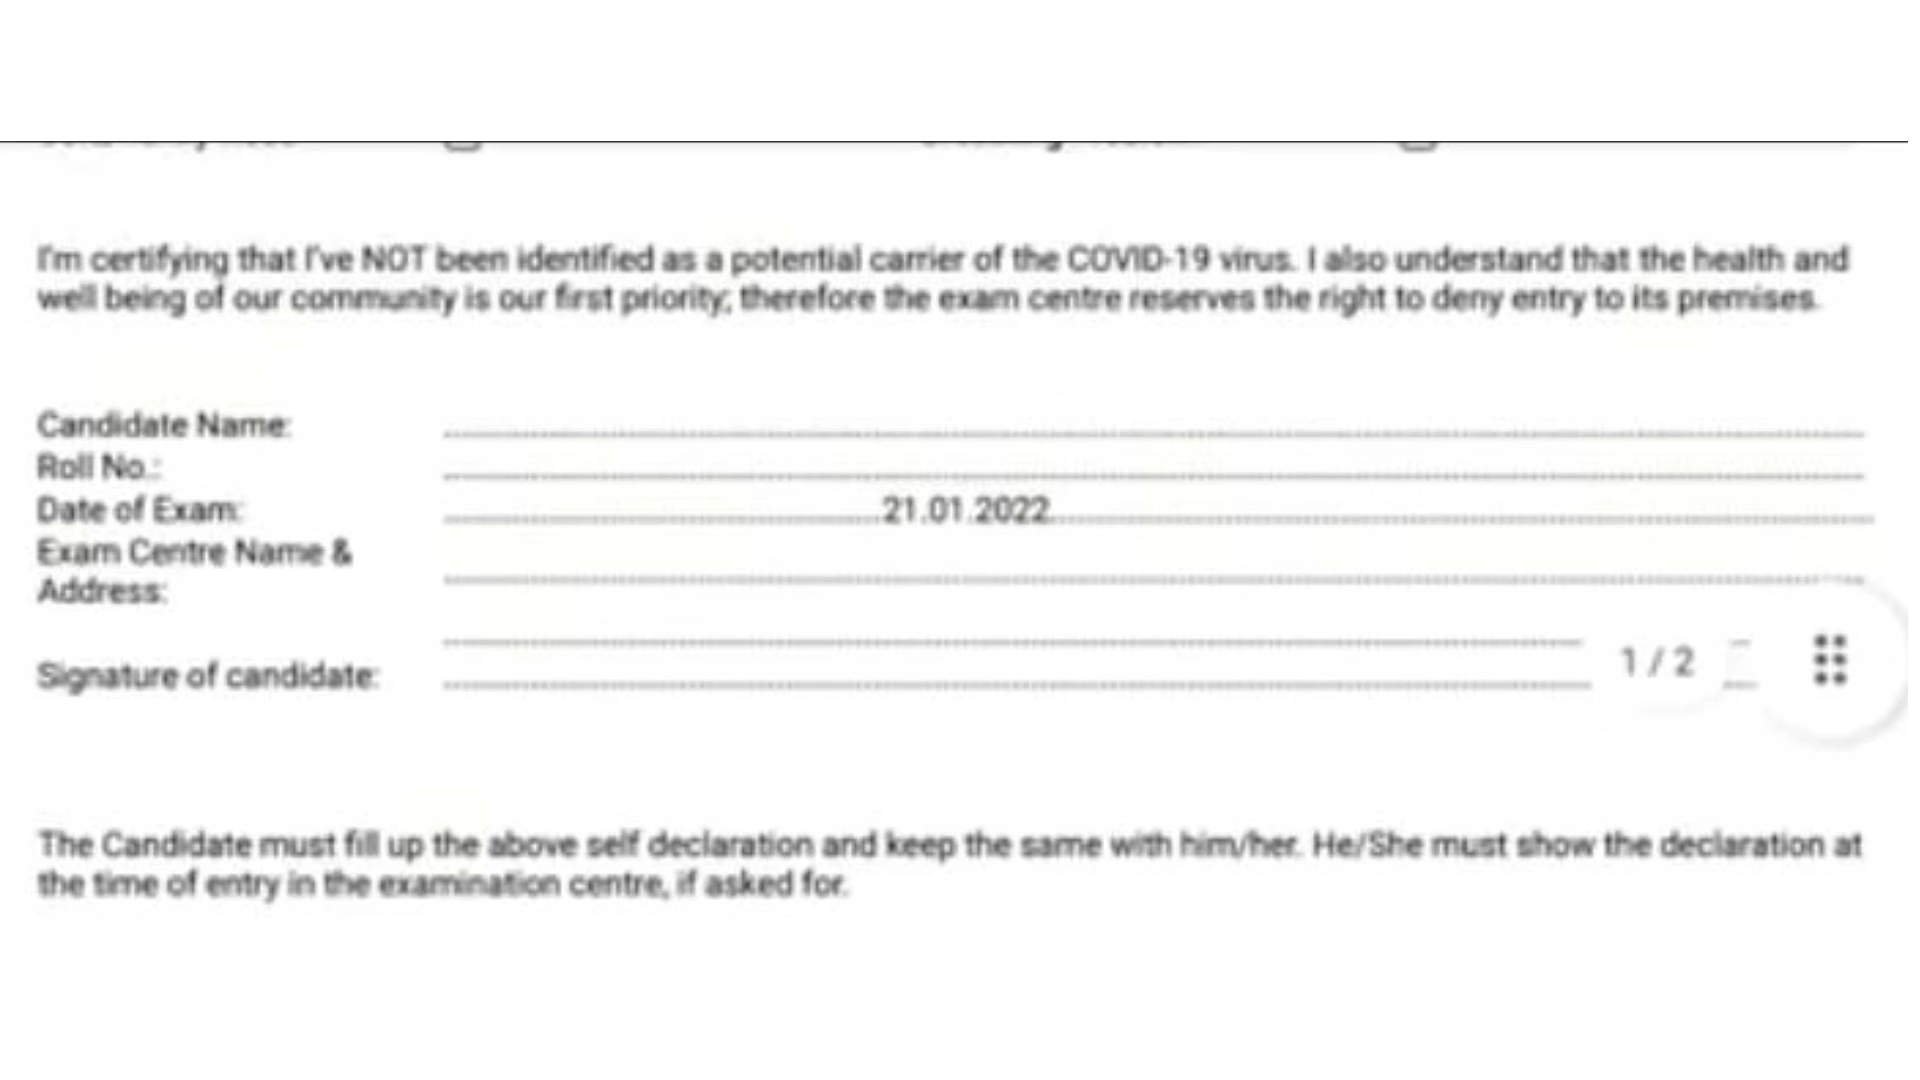 I'm certifying that I've NOT been identified as a potential carrier of the COVID-19 virus. I also understand that the health and
well being of our community is our first priority; therefore the exam centre reserves the right to deny entry to its premises.
Candidate Name:
Roll No.:
Date of Exam: 21.01.2022
Exam Centre Name &
Address:
1 / 2
Signature of candidate:
The Candidate must fill up the above self declaration and keep the same with him/her. He/She must show the declaration at
the time of entry in the examination centre, if asked for.